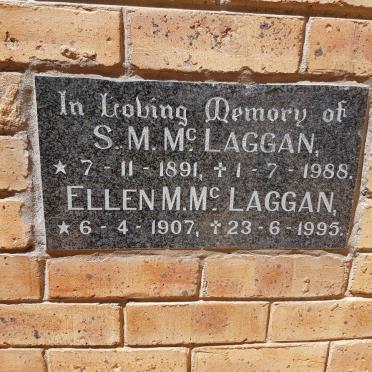 In Loving Memory of
S. M. Mc LAGGAN,
★ 7 - 11 - 1891, ✝ 1 - 7 - 1988.
ELLEN M. Mc LAGGAN,
★ 6 - 4 - 1907, ✝ 23 - 6 - 1995.